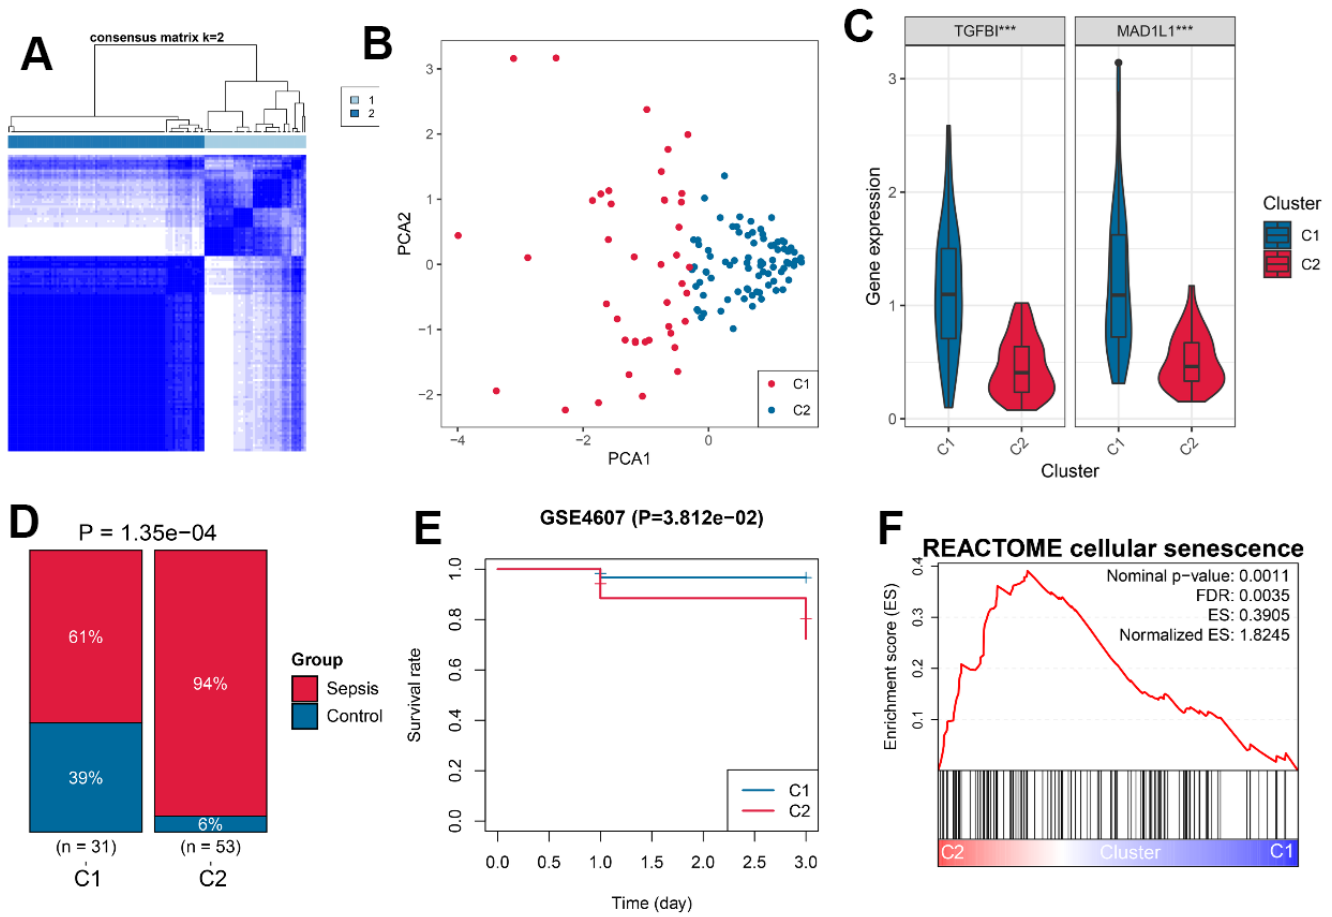 A
consensus matrix k=2
1
2
B
PCA2
3
2
1
0
−1
−2
−4
−2
0
PCA1
C1
C2
C
TGFBI***
MAD1L1***
Gene expression
3
2
1
0
C1
C2
C1
C2
Cluster
Cluster
C1
C2
D
P = 1.35e−04
61%
39%
94%
6%
(n = 31)
(n = 53)
C1
C2
Group
Sepsis
Control
E
GSE4607 (P=3.812e−02)
Survival rate
1.0
0.8
0.6
0.4
0.2
0.0
0.0
0.5
1.0
1.5
2.0
2.5
3.0
Time (day)
C1
C2
F
REACTOME cellular senescence
Nominal p-value: 0.0011
FDR: 0.0035
ES: 0.3905
Normalized ES: 1.8245
Enrichment score (ES)
0.4
0.3
0.2
0.1
C2
Cluster
C1